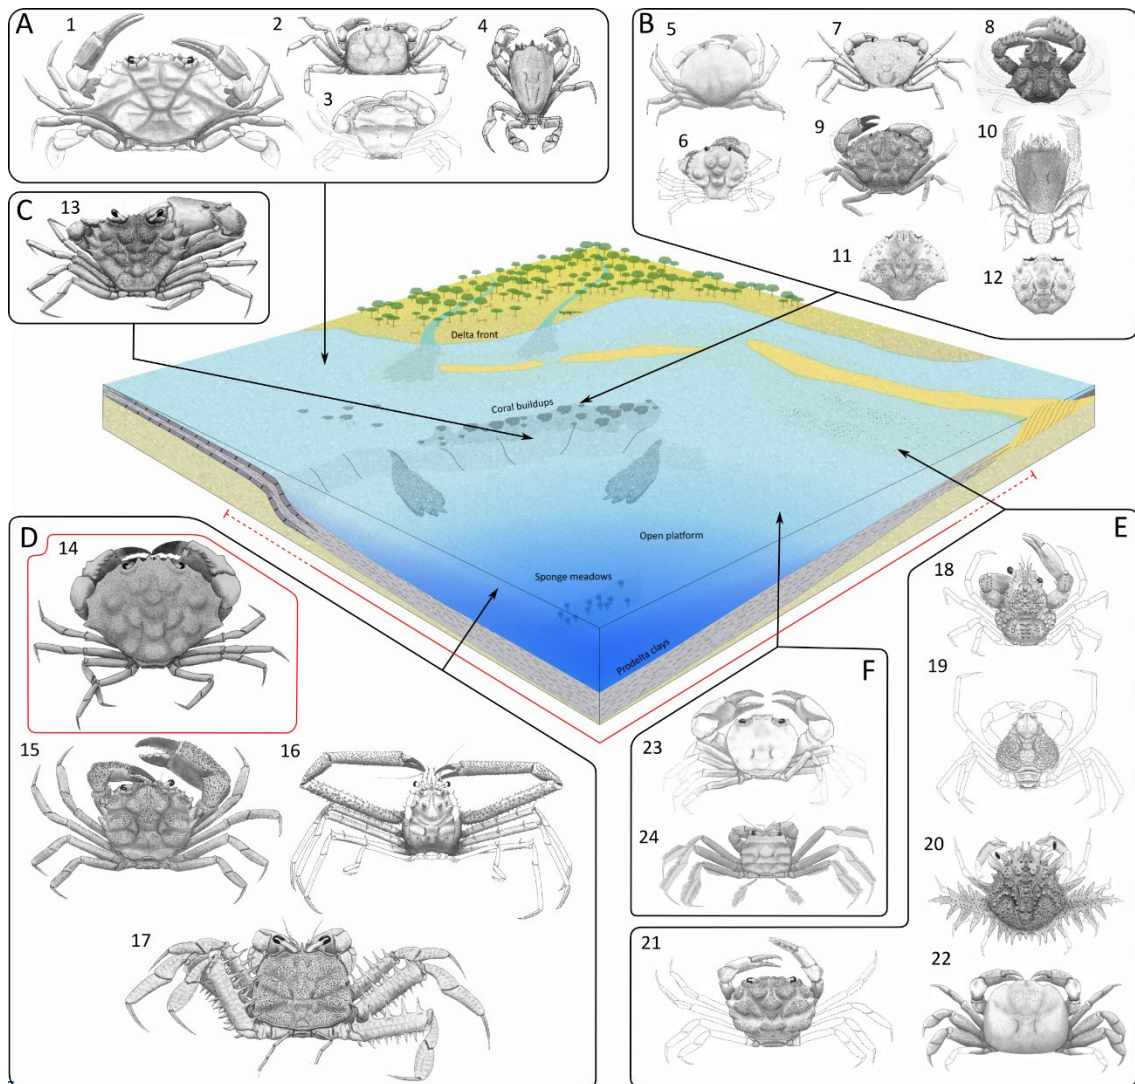 A
1
2
3
4
B
5
6
7
8
9
10
11
12
C
13
Delta front
Coral buildups
Open platform
Sponge meadows
Prodelta clays
D
14
15
16
17
E
18
19
20
21
22
F
23
24